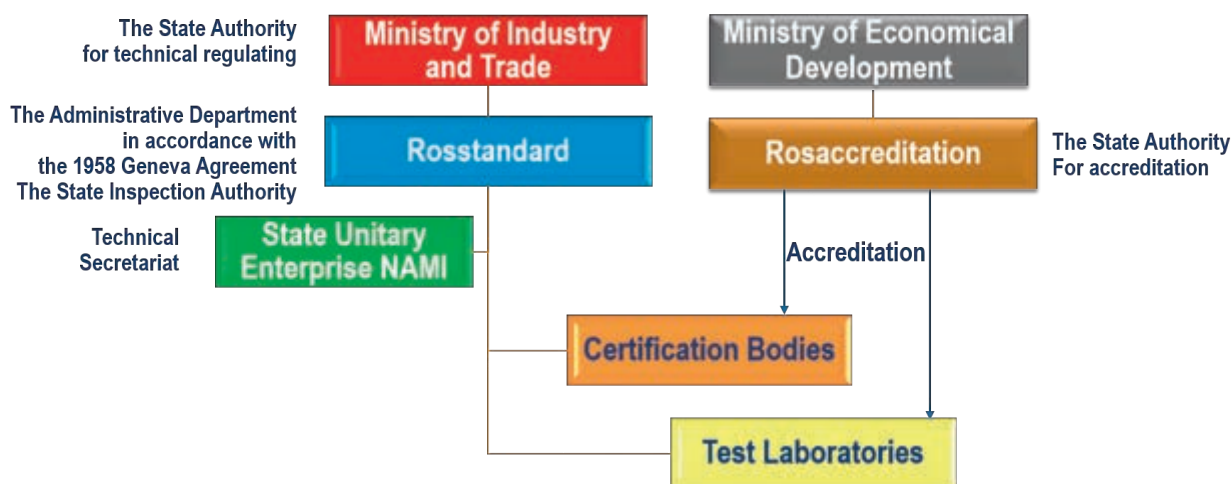 The State Authority
for technical regulating
Ministry of Industry
and Trade
Ministry of Economical
Development
The Administrative Department
in accordance with
the 1958 Geneva Agreement
The State Inspection Authority
Rosstandard
Rosaccreditation
The State Authority
For accreditation
Technical
Secretariat
State Unitary
Enterprise NAMI
Accreditation
Certification Bodies
Test Laboratories